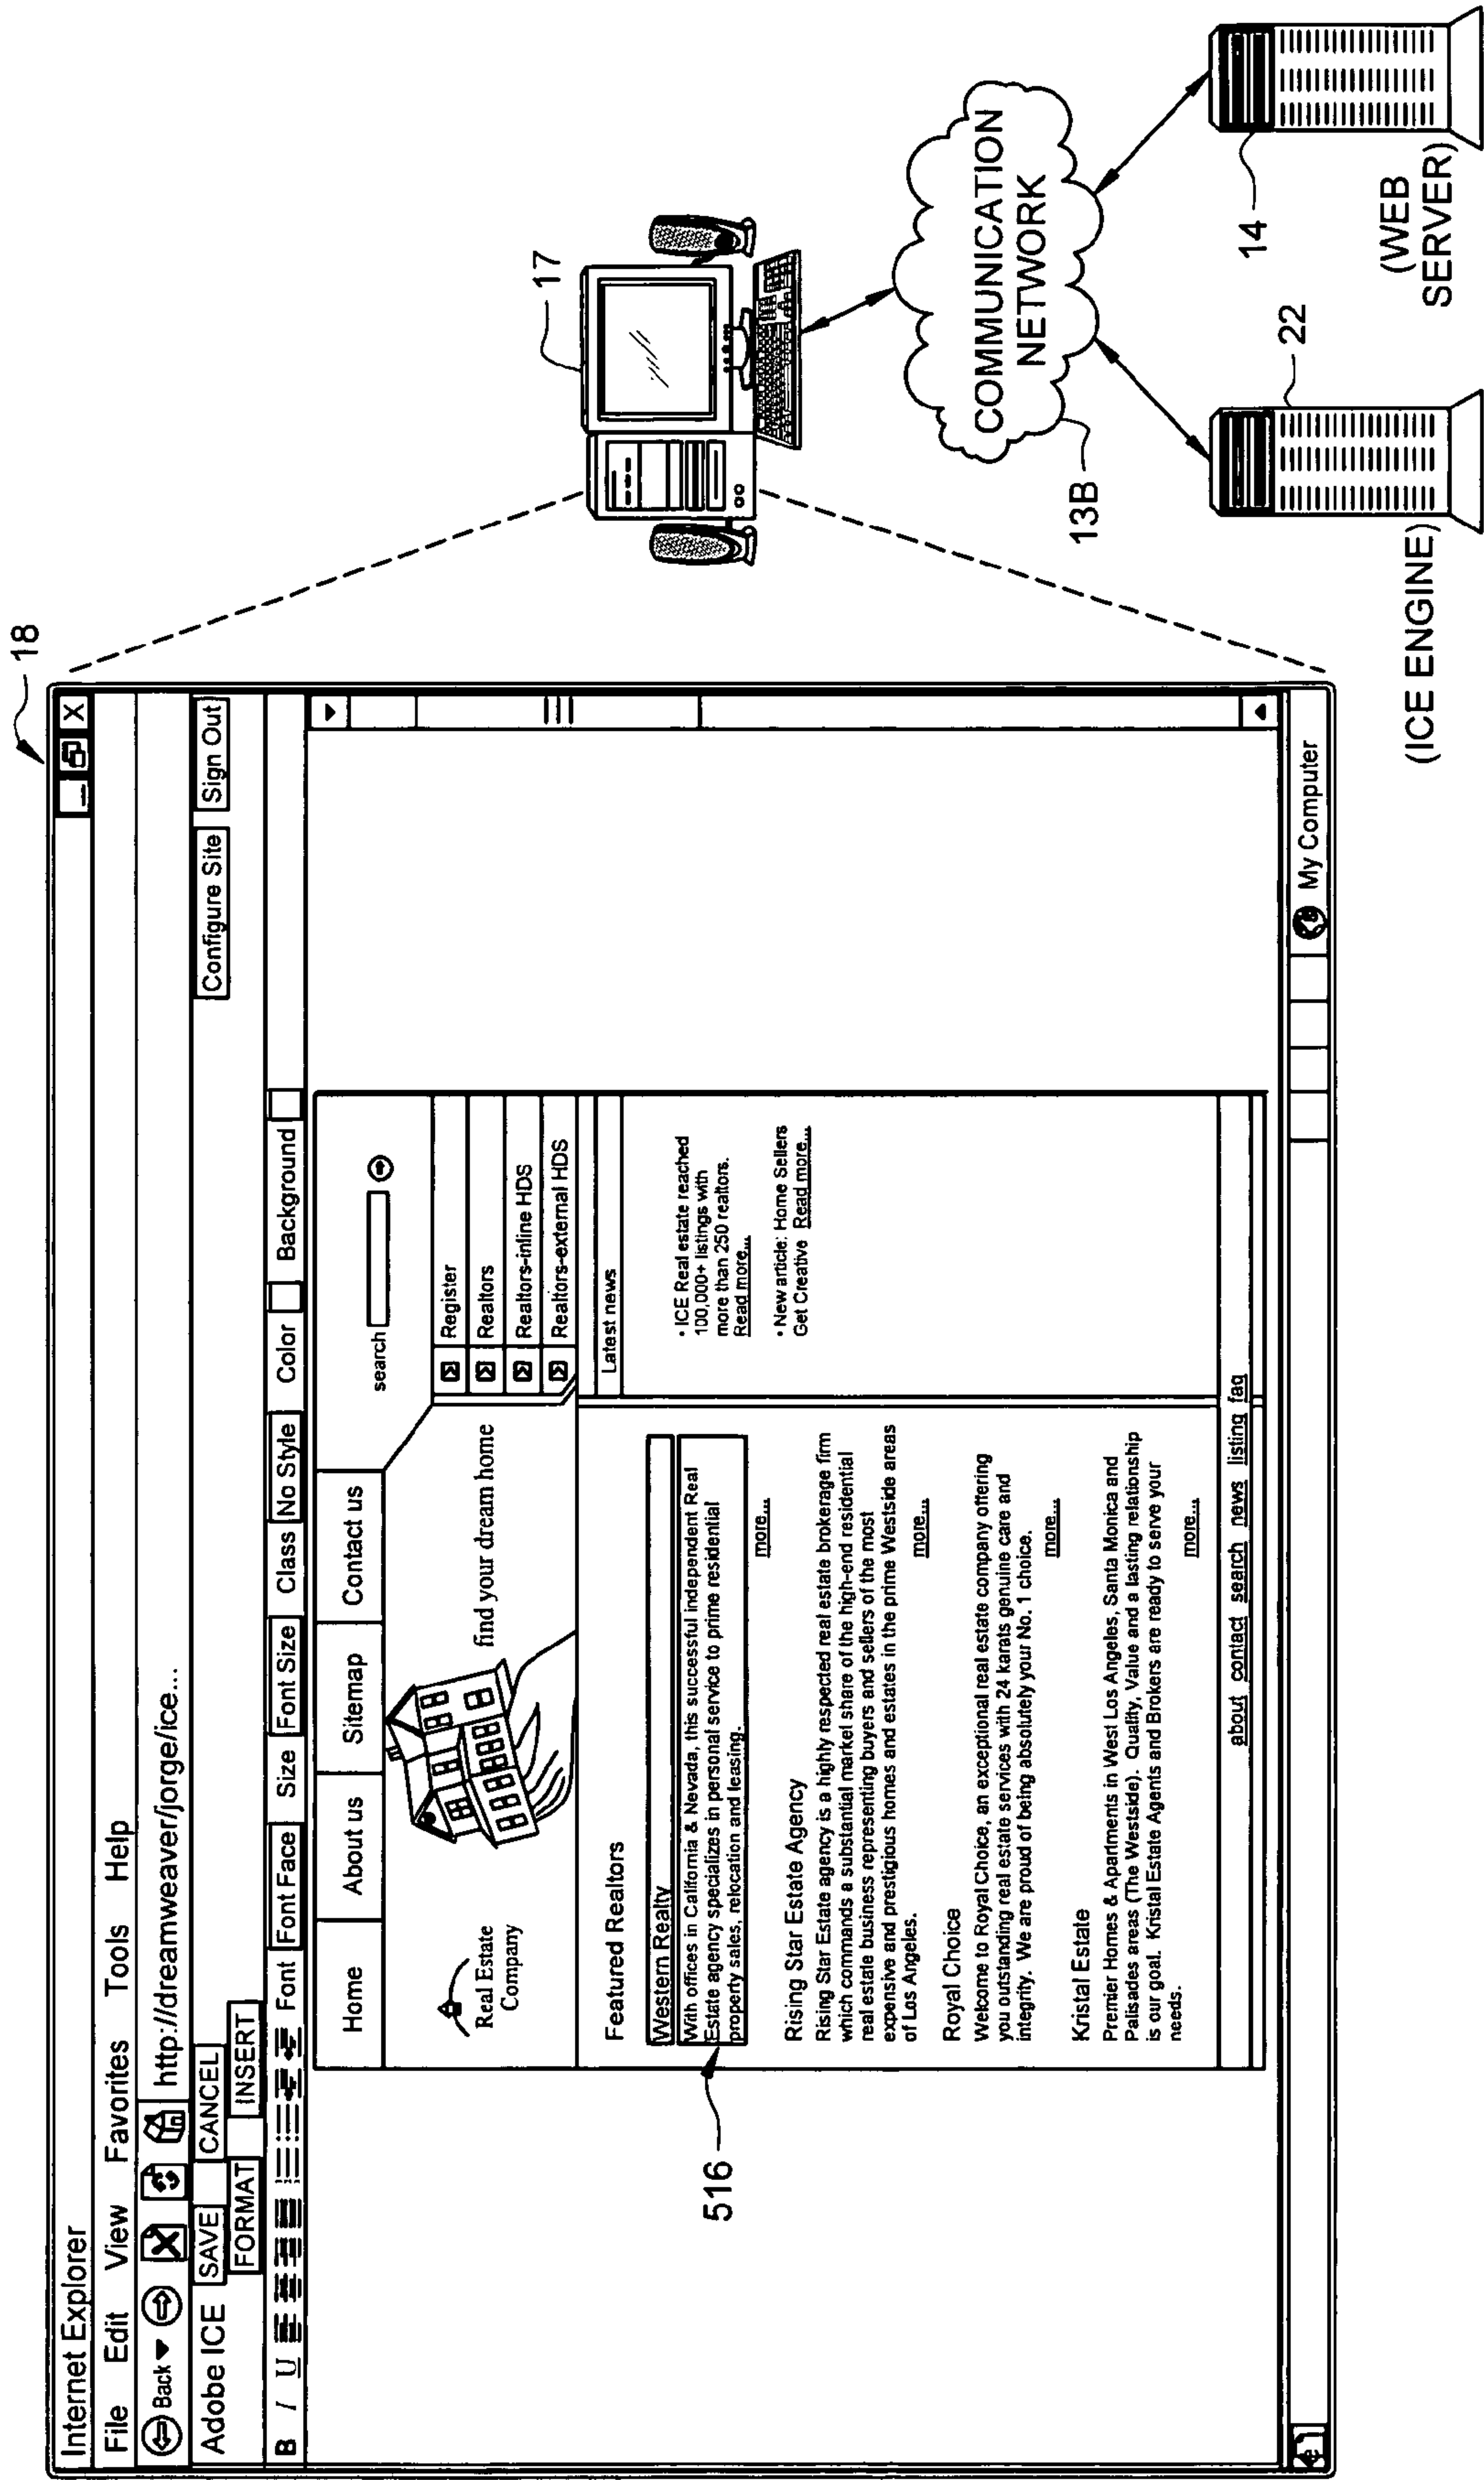 18
Internet Explorer
X
File Edit View Favorites Tools Help
Back http://dreamweaver/jorge/ice...
Adobe ICE SAVE CANCEL Configure Site Sign Out
FORMAT INSERT
B I U Font Font Face Size Font Size Class No Style Color Background
Home About us Sitemap Contact us
search
Real Estate
Company
find your dream home
Register
Realtors
Realtors-inline HDS
Realtors-external HDS
Featured Realtors
Western Realty
With offices in California & Nevada, this successful independent Real
Estate agency specializes in personal service to prime residential
property sales, relocation and leasing.
more...
Rising Star Estate Agency
Rising Star Estate agency is a highly respected real estate brokerage firm
which commands a substantial market share of the high-end residential
real estate business representing buyers and sellers of the most
expensive and prestigious homes and estates in the prime Westside areas
of Los Angeles.
more...
Royal Choice
Welcome to Royal Choice, an exceptional real estate company offering
you outstanding real estate services with 24 karats genuine care and
integrity. We are proud of being absolutely your No. 1 choice.
more...
Kristal Estate
Premier Homes & Apartments in West Los Angeles, Santa Monica and
Palisades areas (The Westside). Quality, Value and a lasting relationship
is our goal. Kristal Estate Agents and Brokers are ready to serve your
needs.
more...
Latest news
• ICE Real estate reached
100,000+ listings with
more than 250 realtors.
Read more...
• New article: Home Sellers
Get Creative Read more...
about contact search news listing faq
516
e My Computer
17
COMMUNICATION
NETWORK
13B
22
14
(ICE ENGINE)
(WEB
SERVER)